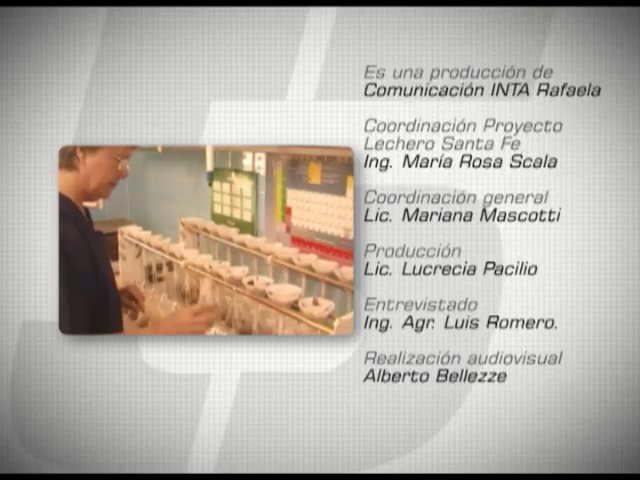 Es una producción de
Comunicación INTA Rafaela
Coordinación Proyecto
Lechero Santa Fe
Ing. María Rosa Scala
Coordinación general
Lic. Mariana Mascotti
Producción
Lic. Lucrecia Pacilio
Entrevistado
Ing. Agr. Luis Romero.
Realización audiovisual
Alberto Bellezze